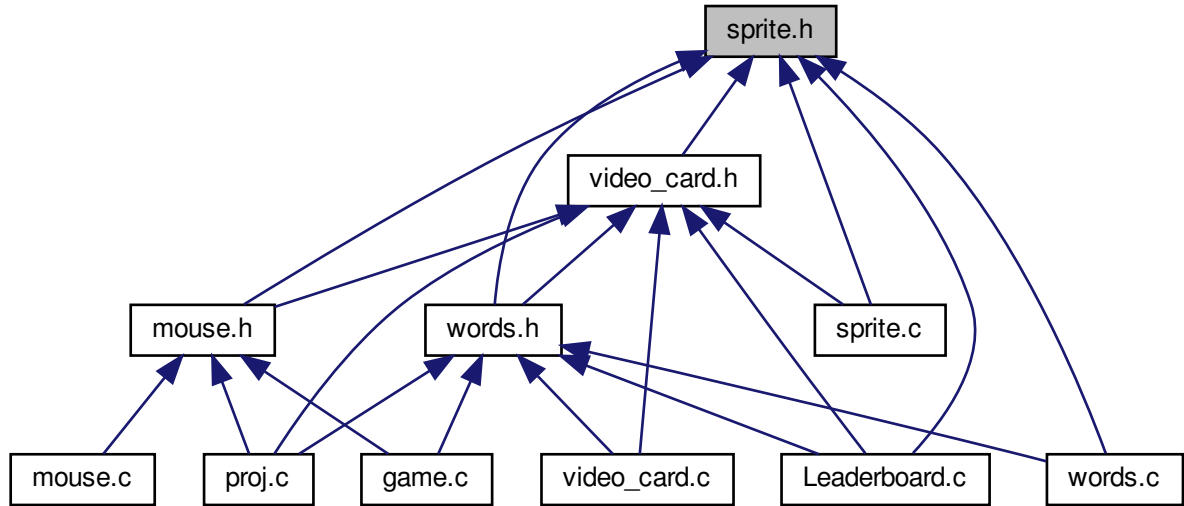 sprite.h
video_card.h
mouse.h
words.h
sprite.c
mouse.c
proj.c
game.c
video_card.c
Leaderboard.c
words.c